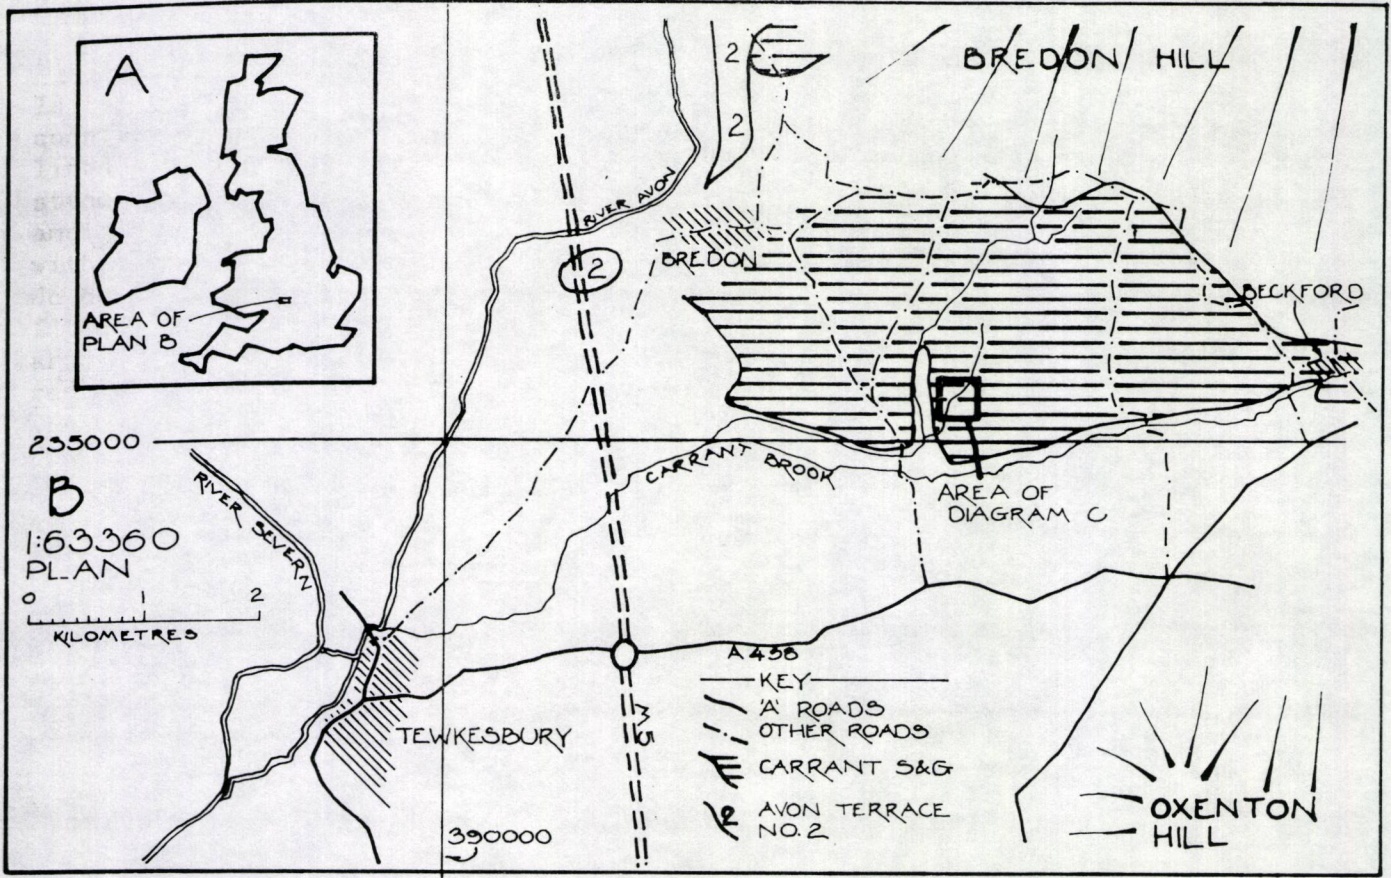 A
AREA OF
PLAN B
2
2
BREDON HILL
RIVER AVON
2
BREDON
BECKFORD
235000
B
1:63360
PLAN
0 1 2
KILOMETRES
RIVER SEVERN
CARRANT BROOK
AREA OF
DIAGRAM C
A 438
KEY
'A' ROADS
OTHER ROADS
CARRANT S&G
2 AVON TERRACE
NO. 2
TEWKESBURY
M5
390000
OXENTON
HILL